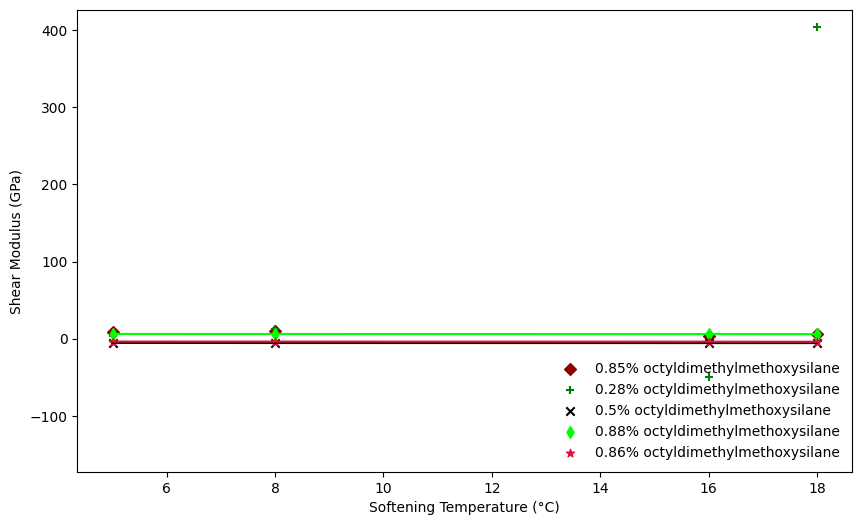 400
300
200
100
0
−100
Shear Modulus (GPa)
0.85% octyldimethylmethoxysilane
0.28% octyldimethylmethoxysilane
0.5% octyldimethylmethoxysilane
0.88% octyldimethylmethoxysilane
0.86% octyldimethylmethoxysilane
6 8 10 12 14 16 18
Softening Temperature (°C)